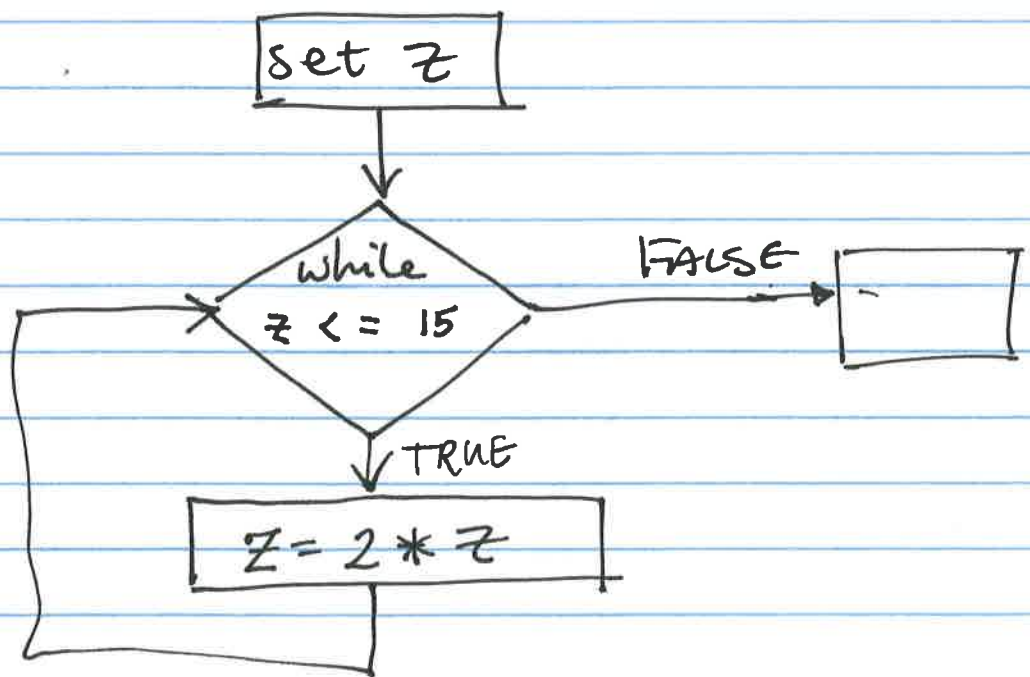 set z
while
z <= 15
FALSE
TRUE
z = 2 * z